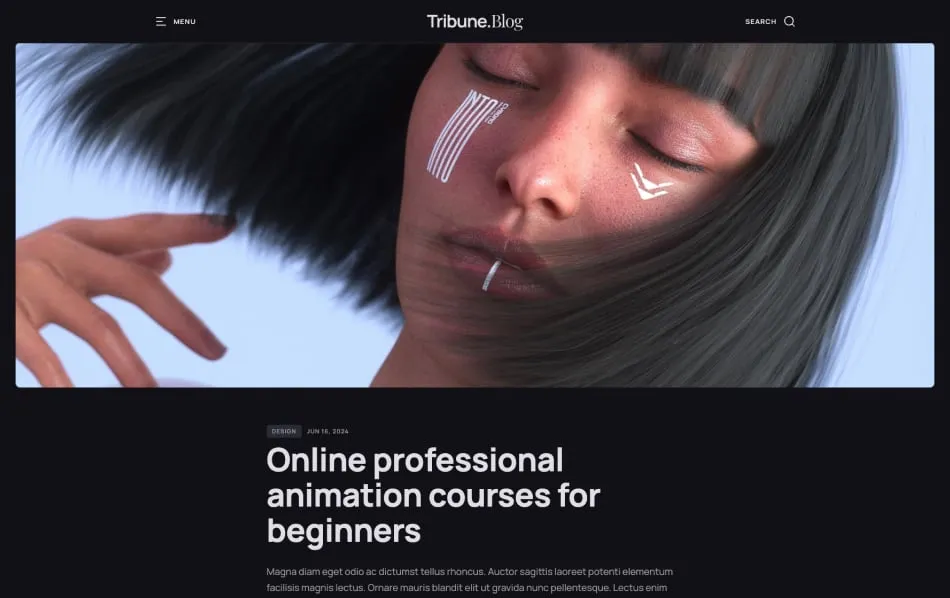 MENU
Tribune.Blog
SEARCH
INTO
DESIGN
JUN 16, 2024
Online professional
animation courses for
beginners
Magna diam eget odio ac dictumst tellus rhoncus. Auctor sagittis laoreet potenti elementum
facilisis magnis lectus. Ornare mauris blandit elit ut gravida nunc pellentesque. Lectus enim